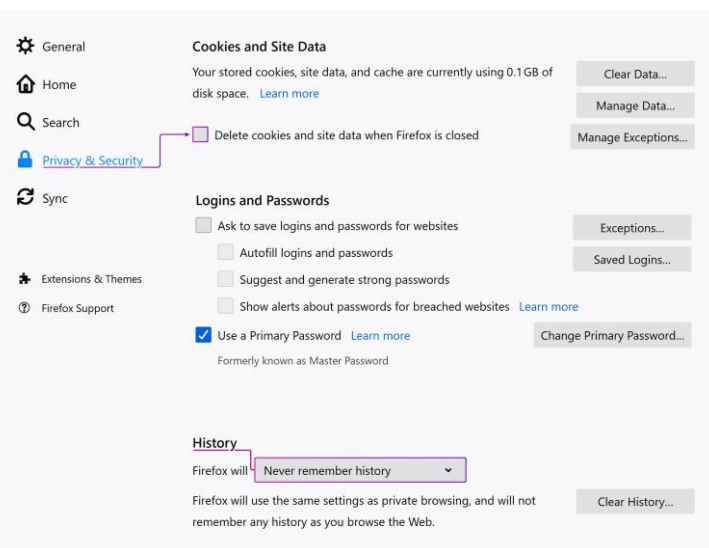 General
Home
Search
Privacy & Security
Sync
Extensions & Themes
Firefox Support
Cookies and Site Data
Your stored cookies, site data, and cache are currently using 0.1 GB of
disk space. Learn more
Clear Data...
Manage Data...
Delete cookies and site data when Firefox is closed
Manage Exceptions...
Logins and Passwords
Ask to save logins and passwords for websites
Exceptions...
Autofill logins and passwords
Saved Logins...
Suggest and generate strong passwords
Show alerts about passwords for breached websites Learn more
Use a Primary Password Learn more
Change Primary Password...
Formerly known as Master Password
History
Firefox will Never remember history
Firefox will use the same settings as private browsing, and will not
remember any history as you browse the Web.
Clear History...